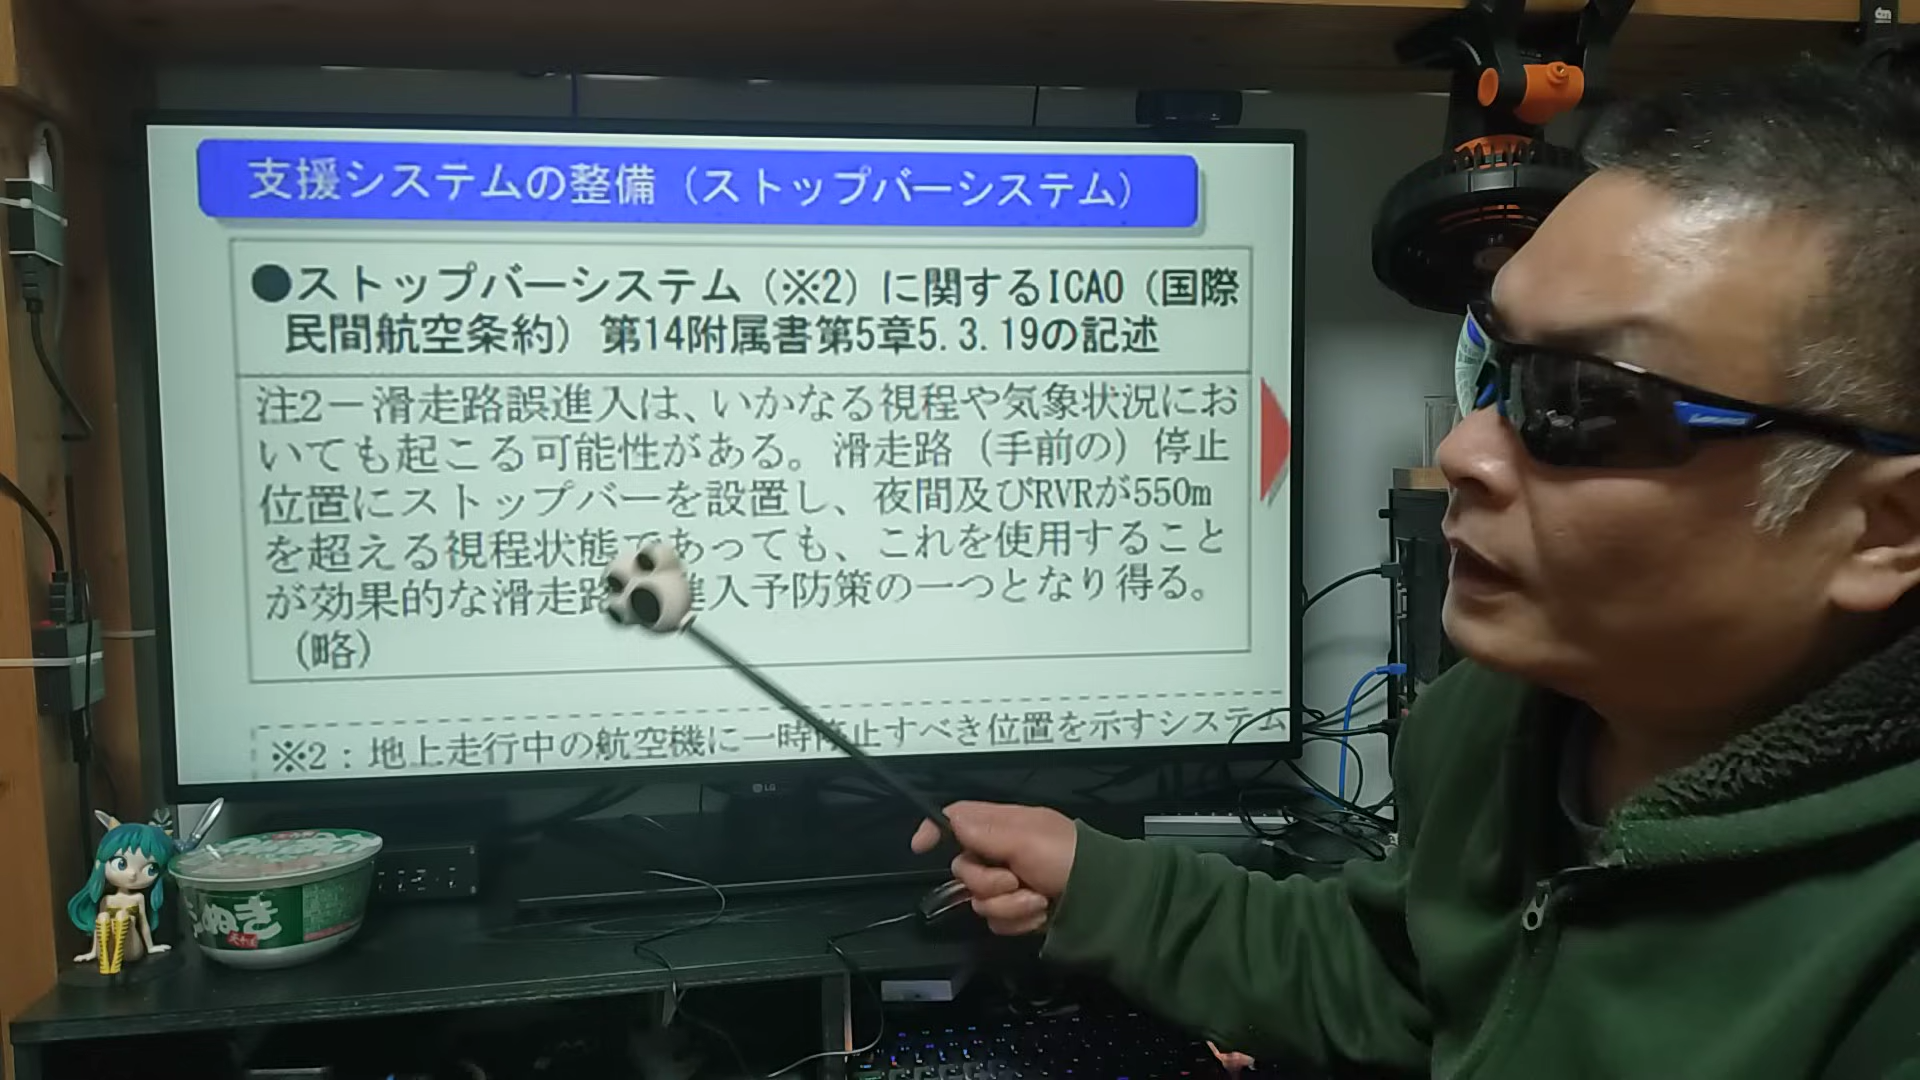 支援システムの整備（ストップバーシステム）
●ストップバーシステム（※2）に関するICAO（国際
民間航空条約）第14附属書第5章5.3.19の記述
注2－滑走路誤進入は、いかなる視程や気象状況にお
いても起こる可能性がある。滑走路（手前の）停止
位置にストップバーを設置し、夜間及びRVRが550m
を超える視程状態であっても、これを使用すること
が効果的な滑走路 進入予防策の一つとなり得る。
（略）
※2：地上走行中の航空機に一時停止すべき位置を示すシステム
LG